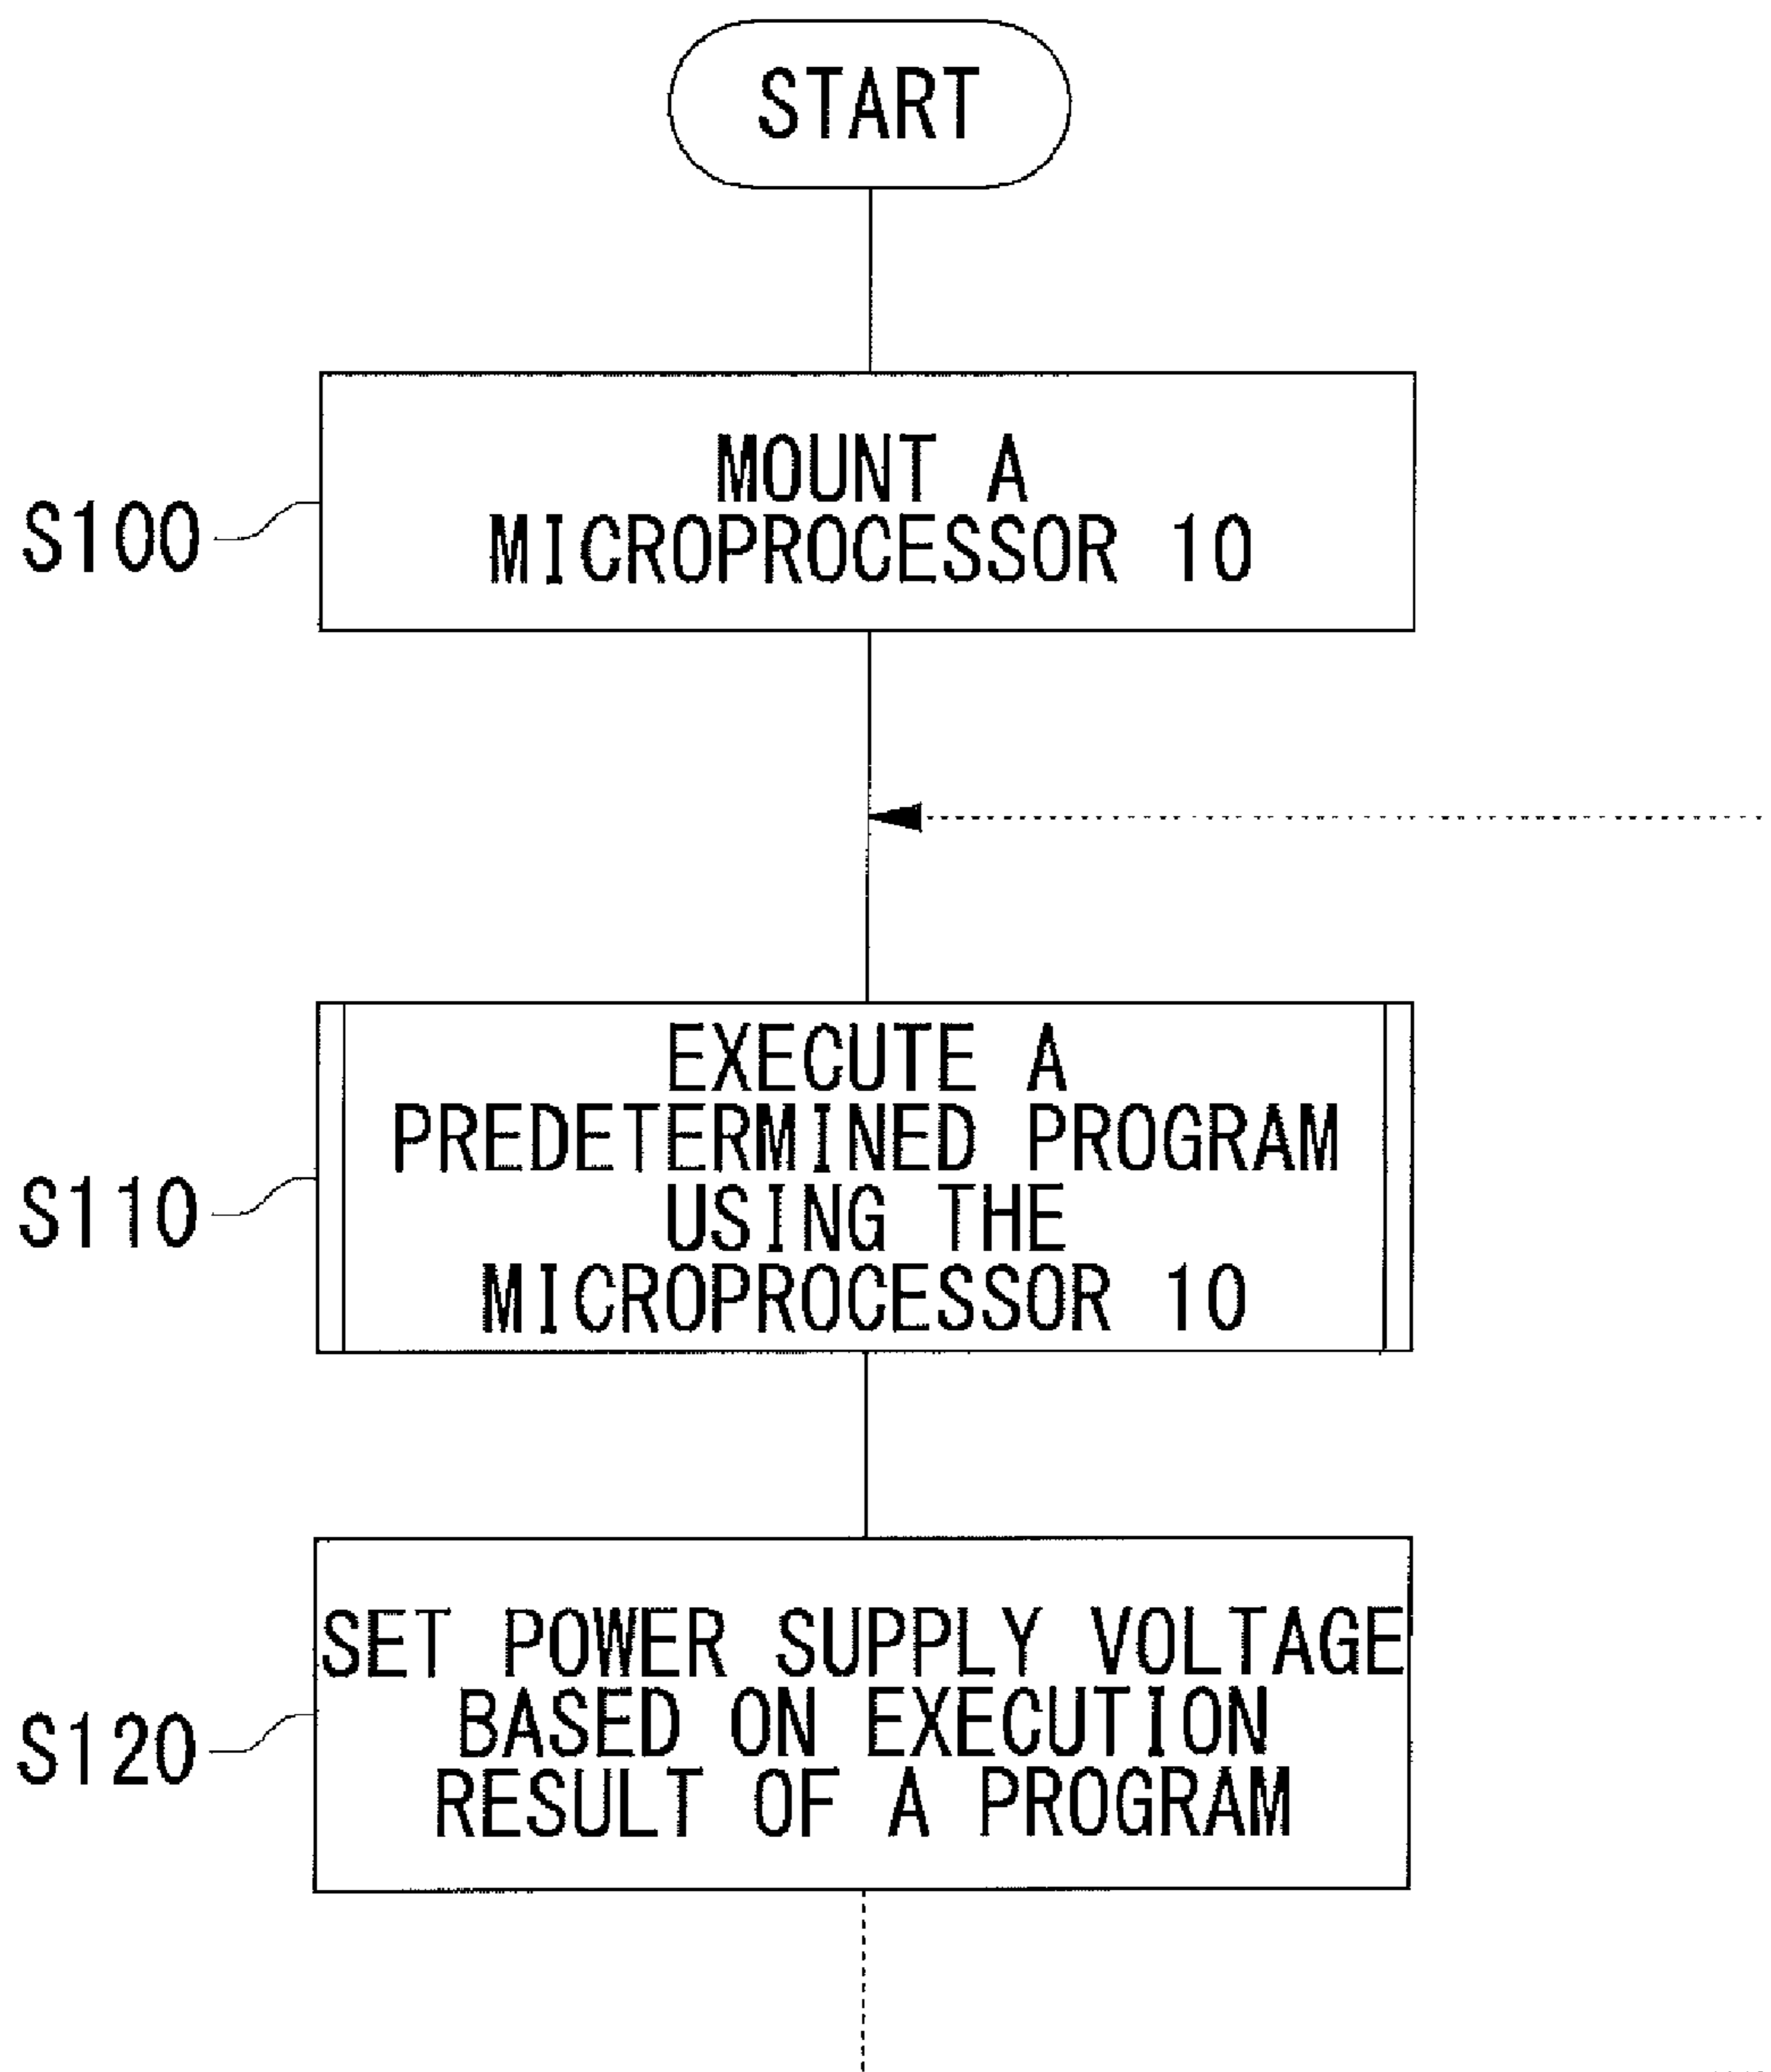 START
MOUNT A
MICROPROCESSOR 10
S100
EXECUTE A
PREDETERMINED PROGRAM
USING THE
MICROPROCESSOR 10
S110
SET POWER SUPPLY VOLTAGE
BASED ON EXECUTION
RESULT OF A PROGRAM
S120